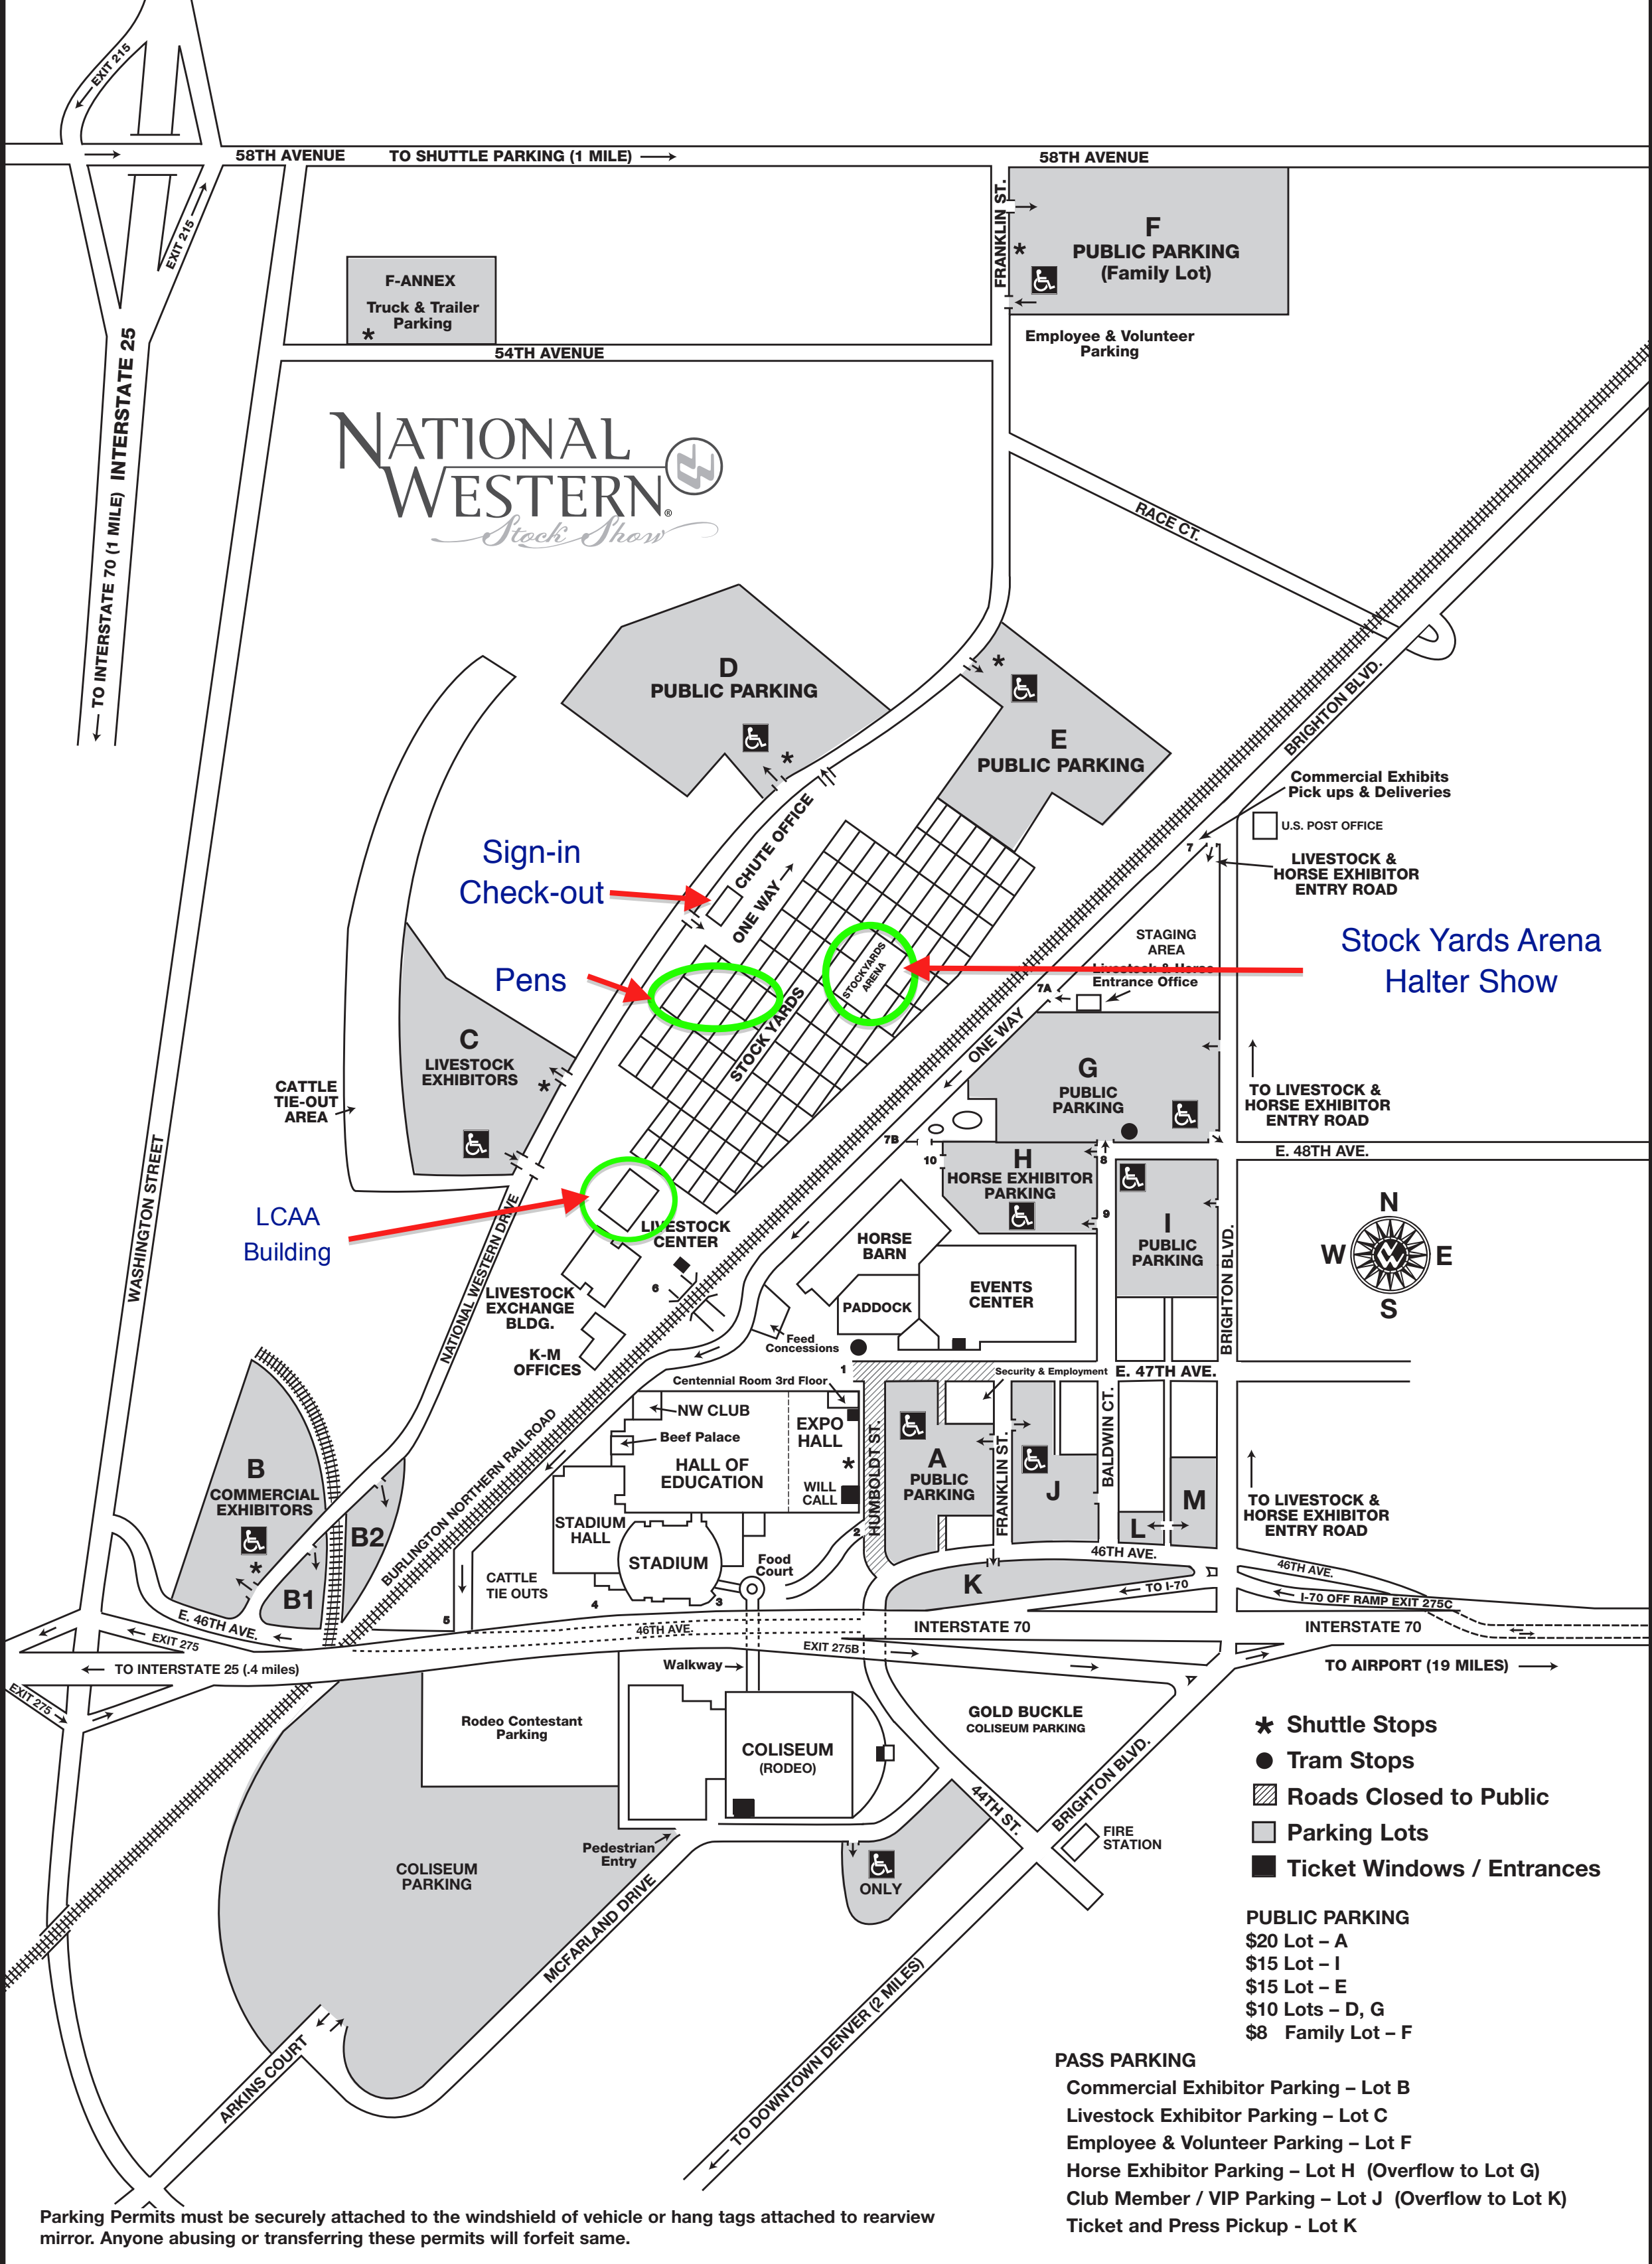 EXIT 215
58TH AVENUE
TO SHUTTLE PARKING (1 MILE)
58TH AVENUE
EXIT 215
FRANKLIN ST.
F
PUBLIC PARKING
(Family Lot)
F-ANNEX
Truck & Trailer
Parking
*
*
54TH AVENUE
Employee & Volunteer
Parking
TO INTERSTATE 70 (1 MILE) INTERSTATE 25
NATIONAL
WESTERN®
Stock Show
RACE CT.
D
PUBLIC PARKING
*
*
E
PUBLIC PARKING
BRIGHTON BLVD.
Commercial Exhibits
Pick ups & Deliveries
U.S. POST OFFICE
7
LIVESTOCK &
HORSE EXHIBITOR
ENTRY ROAD
Sign-in
Check-out
CHUTE OFFICE
ONE WAY
Pens
STOCKYARDS
ARENA
STOCK YARDS
STAGING
AREA
Livestock & Horse
Entrance Office
7A
Stock Yards Arena
Halter Show
ONE WAY
C
LIVESTOCK
EXHIBITORS
*
CATTLE
TIE-OUT
AREA
G
PUBLIC
PARKING
TO LIVESTOCK &
HORSE EXHIBITOR
ENTRY ROAD
7B
10
8
E. 48TH AVE.
H
HORSE EXHIBITOR
PARKING
9
I
PUBLIC
PARKING
BRIGHTON BLVD.
N
W
E
S
WASHINGTON STREET
LCAA
Building
NATIONAL WESTERN DRIVE
LIVESTOCK
CENTER
6
LIVESTOCK
EXCHANGE
BLDG.
K-M
OFFICES
HORSE
BARN
PADDOCK
EVENTS
CENTER
Feed
Concessions
1
Security & Employment
E. 47TH AVE.
Centennial Room 3rd Floor
NW CLUB
Beef Palace
HALL OF
EDUCATION
EXPO
HALL
*
WILL
CALL
HUMBOLDT ST.
2
A
PUBLIC
PARKING
FRANKLIN ST.
J
BALDWIN CT.
L
M
TO LIVESTOCK &
HORSE EXHIBITOR
ENTRY ROAD
B
COMMERCIAL
EXHIBITORS
*
B1
B2
BURLINGTON NORTHERN RAILROAD
STADIUM
HALL
STADIUM
Food
Court
CATTLE
TIE OUTS
5
4
3
46TH AVE.
K
TO I-70
46TH AVE.
I-70 OFF RAMP EXIT 275C
E. 46TH AVE.
EXIT 275
46TH AVE.
INTERSTATE 70
INTERSTATE 70
EXIT 275B
TO INTERSTATE 25 (.4 miles)
EXIT 275
Walkway
TO AIRPORT (19 MILES)
Rodeo Contestant
Parking
COLISEUM
(RODEO)
GOLD BUCKLE
COLISEUM PARKING
44TH ST.
BRIGHTON BLVD.
FIRE
STATION
Pedestrian
Entry
COLISEUM
PARKING
ONLY
MCFARLAND DRIVE
ARKINS COURT
TO DOWNTOWN DENVER (2 MILES)
* Shuttle Stops
Tram Stops
Roads Closed to Public
Parking Lots
Ticket Windows / Entrances
PUBLIC PARKING
$20 Lot – A
$15 Lot – I
$15 Lot – E
$10 Lots – D, G
$8 Family Lot – F
PASS PARKING
Commercial Exhibitor Parking – Lot B
Livestock Exhibitor Parking – Lot C
Employee & Volunteer Parking – Lot F
Horse Exhibitor Parking – Lot H (Overflow to Lot G)
Club Member / VIP Parking – Lot J (Overflow to Lot K)
Ticket and Press Pickup - Lot K
Parking Permits must be securely attached to the windshield of vehicle or hang tags attached to rearview
mirror. Anyone abusing or transferring these permits will forfeit same.